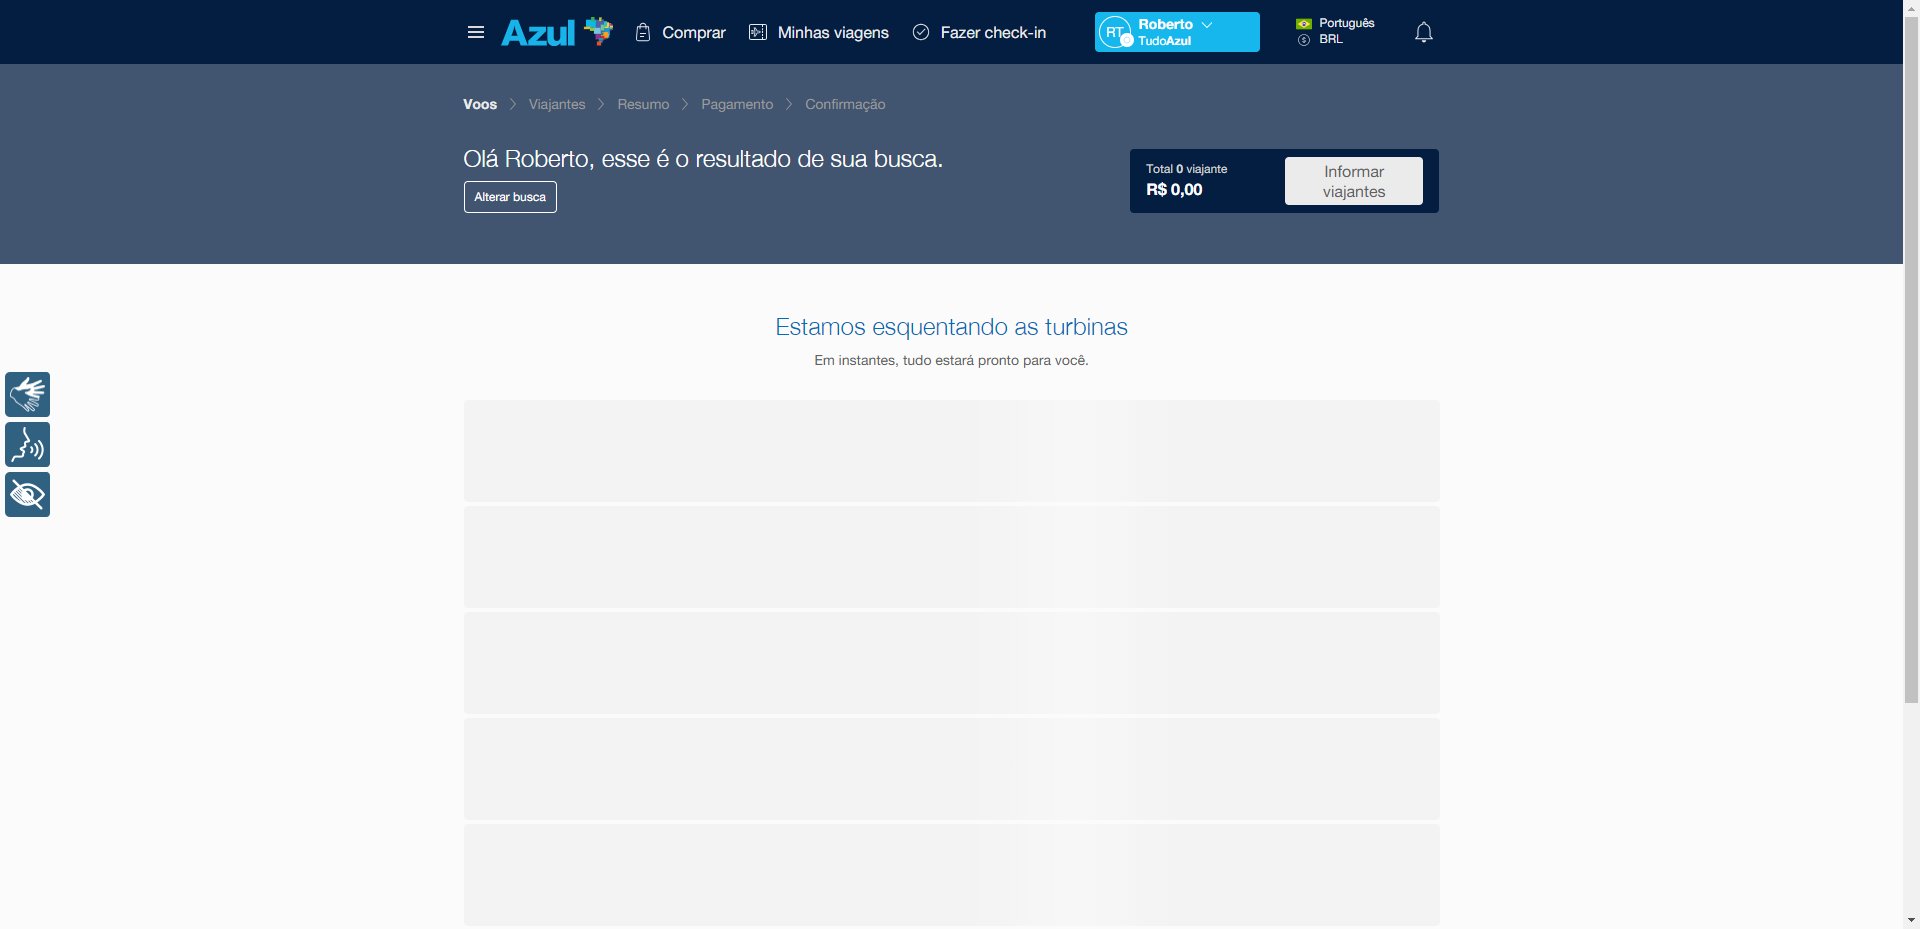 Azul
Comprar
Minhas viagens
Fazer check-in
RT
Roberto
TudoAzul
Português
BRL
Voos
Viajantes
Resumo
Pagamento
Confirmação
Olá Roberto, esse é o resultado de sua busca.
Alterar busca
Total 0 viajante
R$ 0,00
Informar
viajantes
Estamos esquentando as turbinas
Em instantes, tudo estará pronto para você.